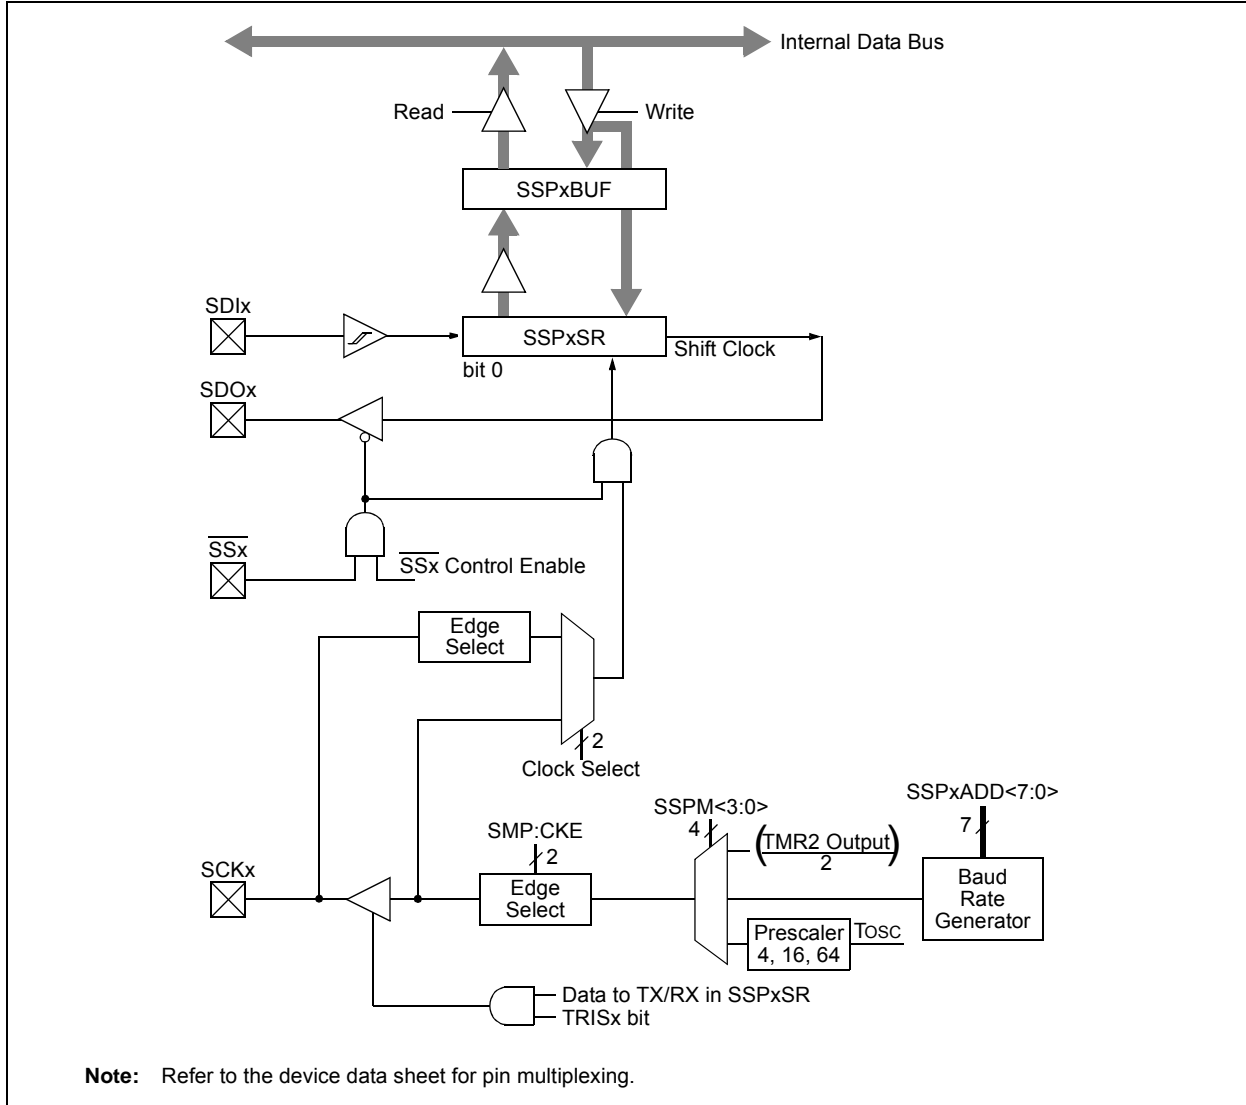 Internal Data Bus
Read
Write
SSPxBUF
SDIx
SSPxSR
Shift Clock
bit 0
SDOx
SSx
SSx Control Enable
Edge
Select
2
Clock Select
SSPxADD<7:0>
SSPM<3:0>
7
4
(TMR2 Output)
2
SMP:CKE
2
SCKx
Edge
Select
Baud
Rate
Generator
Prescaler
4, 16, 64
TOSC
Data to TX/RX in SSPxSR
TRISx bit
Note: Refer to the device data sheet for pin multiplexing.